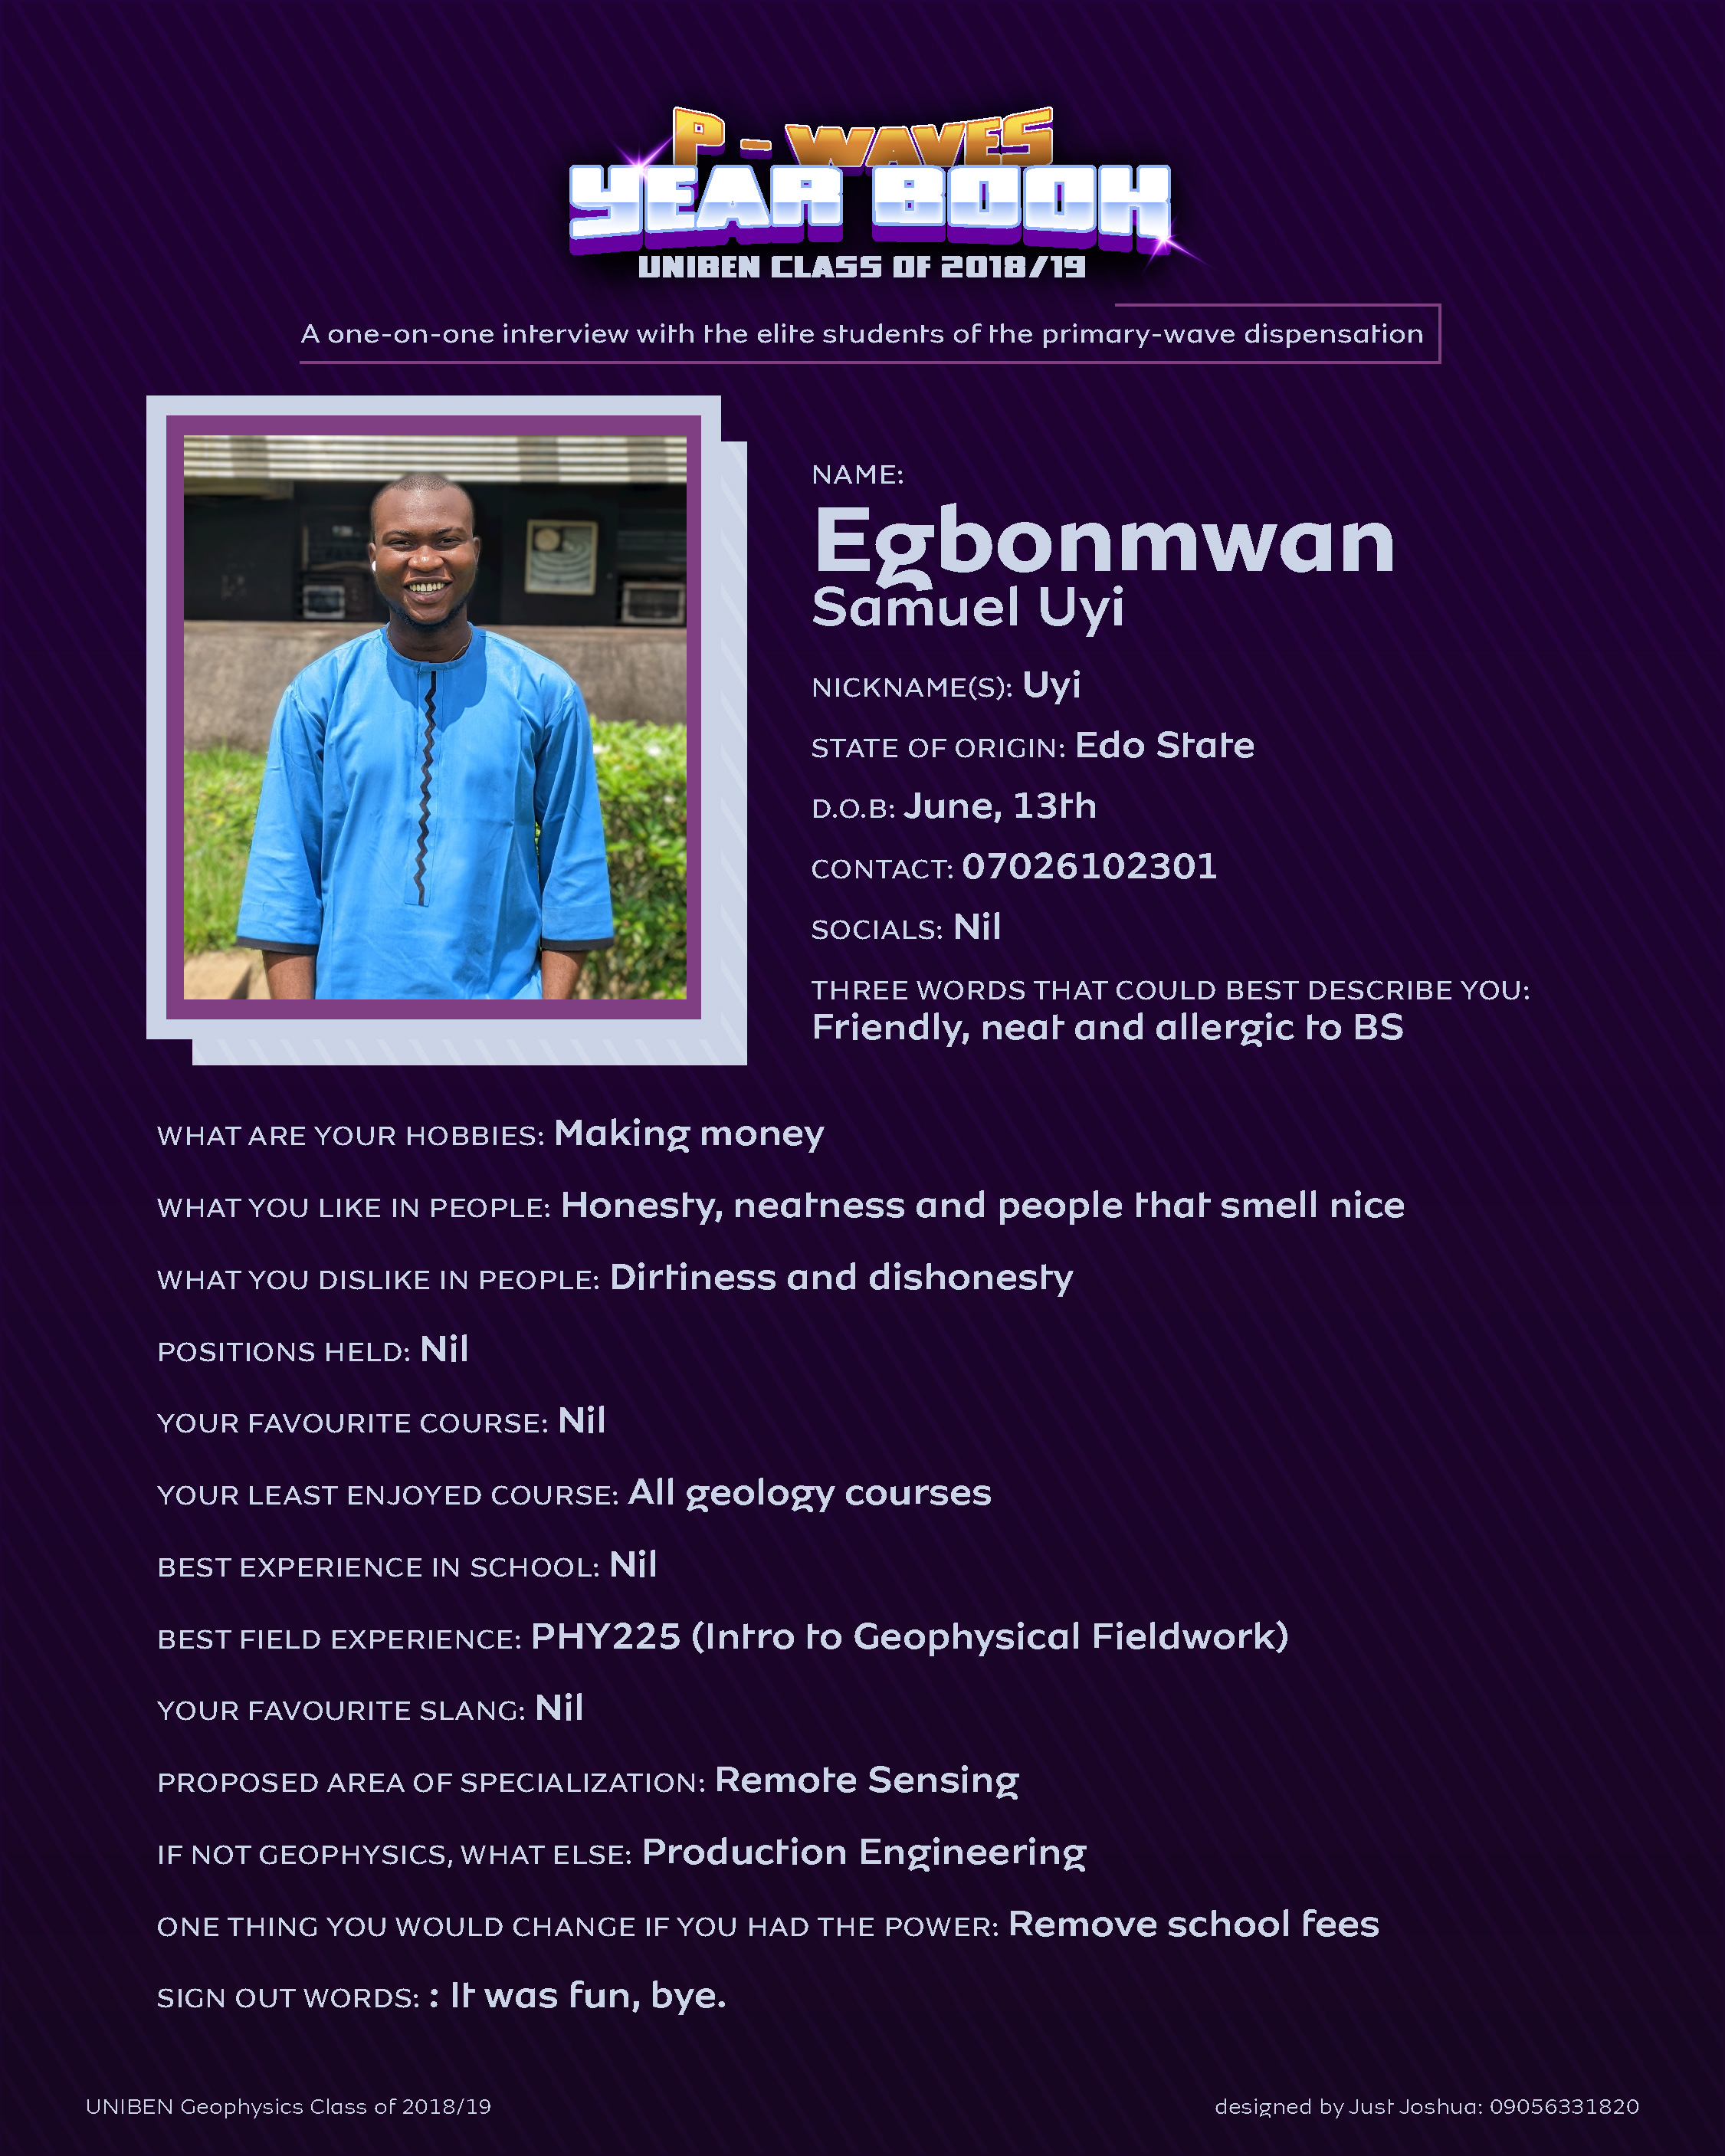 P - WAVES
YEAR BOOK
UNIBEN CLASS OF 2018/19
A one-on-one interview with the elite students of the primary-wave dispensation
NAME:
Egbonmwan
Samuel Uyi
NICKNAME(S): Uyi
STATE OF ORIGIN: Edo State
D.O.B: June, 13th
CONTACT: 07026102301
SOCIALS: Nil
THREE WORDS THAT COULD BEST DESCRIBE YOU:
Friendly, neat and allergic to BS
WHAT ARE YOUR HOBBIES: Making money
WHAT YOU LIKE IN PEOPLE: Honesty, neatness and people that smell nice
WHAT YOU DISLIKE IN PEOPLE: Dirtiness and dishonesty
POSITIONS HELD: Nil
YOUR FAVOURITE COURSE: Nil
YOUR LEAST ENJOYED COURSE: All geology courses
BEST EXPERIENCE IN SCHOOL: Nil
BEST FIELD EXPERIENCE: PHY225 (Intro to Geophysical Fieldwork)
YOUR FAVOURITE SLANG: Nil
PROPOSED AREA OF SPECIALIZATION: Remote Sensing
IF NOT GEOPHYSICS, WHAT ELSE: Production Engineering
ONE THING YOU WOULD CHANGE IF YOU HAD THE POWER: Remove school fees
SIGN OUT WORDS: : It was fun, bye.
UNIBEN Geophysics Class of 2018/19
designed by Just Joshua: 09056331820